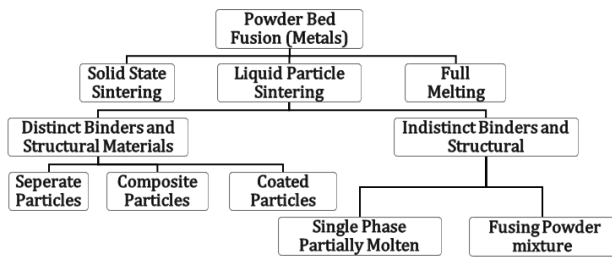 Powder Bed
Fusion (Metals)
Solid State
Sintering
Liquid Particle
Sintering
Full
Melting
Distinct Binders and
Structural Materials
Indistinct Binders and
Structural
Seperate
Particles
Composite
Particles
Coated
Particles
Single Phase
Partially Molten
Fusing Powder
mixture